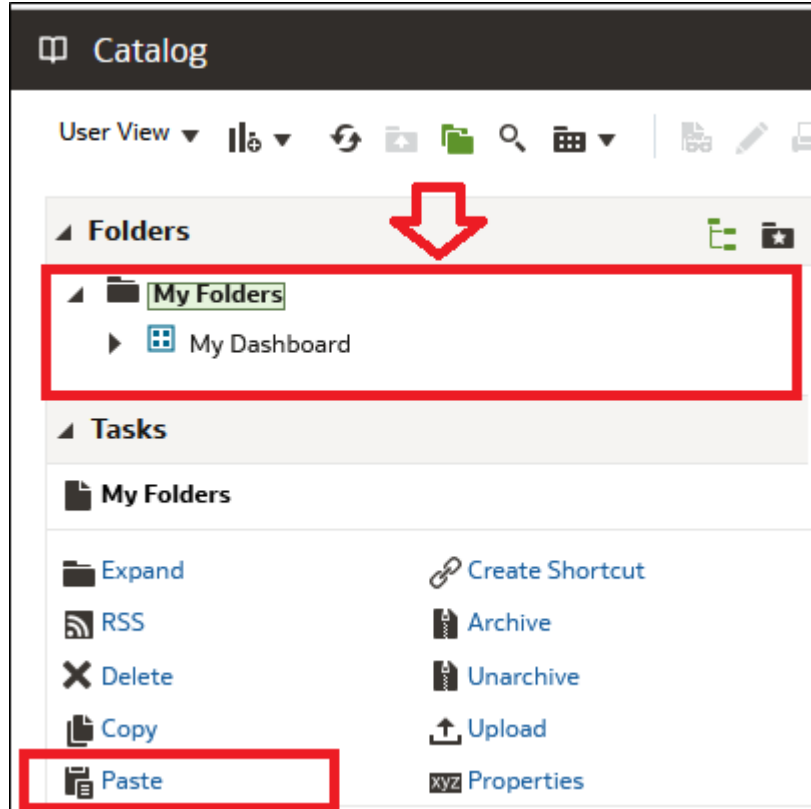 Catalog
User View
Folders
My Folders
My Dashboard
Tasks
My Folders
Expand Create Shortcut
RSS Archive
Delete Unarchive
Copy Upload
Paste xyz Properties